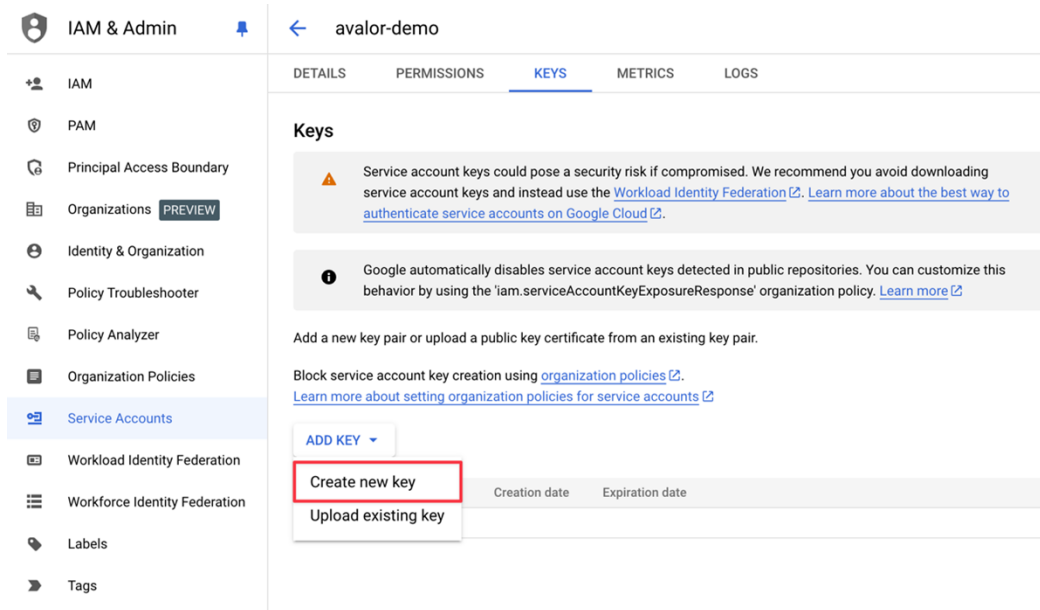 IAM & Admin
avalor-demo
IAM
PAM
Principal Access Boundary
Organizations PREVIEW
Identity & Organization
Policy Troubleshooter
Policy Analyzer
Organization Policies
Service Accounts
Workload Identity Federation
Workforce Identity Federation
Labels
Tags
DETAILS PERMISSIONS KEYS METRICS LOGS
Keys
Service account keys could pose a security risk if compromised. We recommend you avoid downloading
service account keys and instead use the Workload Identity Federation. Learn more about the best way to
authenticate service accounts on Google Cloud.
Google automatically disables service account keys detected in public repositories. You can customize this
behavior by using the 'iam.serviceAccountKeyExposureResponse' organization policy. Learn more
Add a new key pair or upload a public key certificate from an existing key pair.
Block service account key creation using organization policies.
Learn more about setting organization policies for service accounts
ADD KEY
Create new key
Upload existing key
Creation date Expiration date